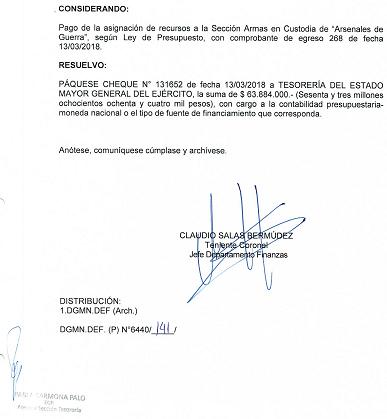 CONSIDERANDO:
Pago de la asignación de recursos a la Sección Armas en Custodia de "Arsenales de
Guerra", según Ley de Presupuesto, con comprobante de egreso 268 de fecha
13/03/2018.
RESUELVO:
PÁQUESE CHEQUE N° 131652 de fecha 13/03/2018 a TESORERÍA DEL ESTADO
MAYOR GENERAL DEL EJÉRCITO, la suma de $ 63.884.000.- (Sesenta y tres millones
ochocientos ochenta y cuatro mil pesos), con cargo a la contabilidad presupuestaria-
moneda nacional o el tipo de fuente de financiamiento que corresponda.
Anótese, comuníquese cúmplase y archívese.
CLAUDIO SALAS BERMÚDEZ
Teniente Coronel
Jefe Departamento Finanzas
DISTRIBUCIÓN:
1.DGMN.DEF (Arch.)
DGMN.DEF. (P) N°6440/ 141 /
CARMONA PALO
Sección Tesorería